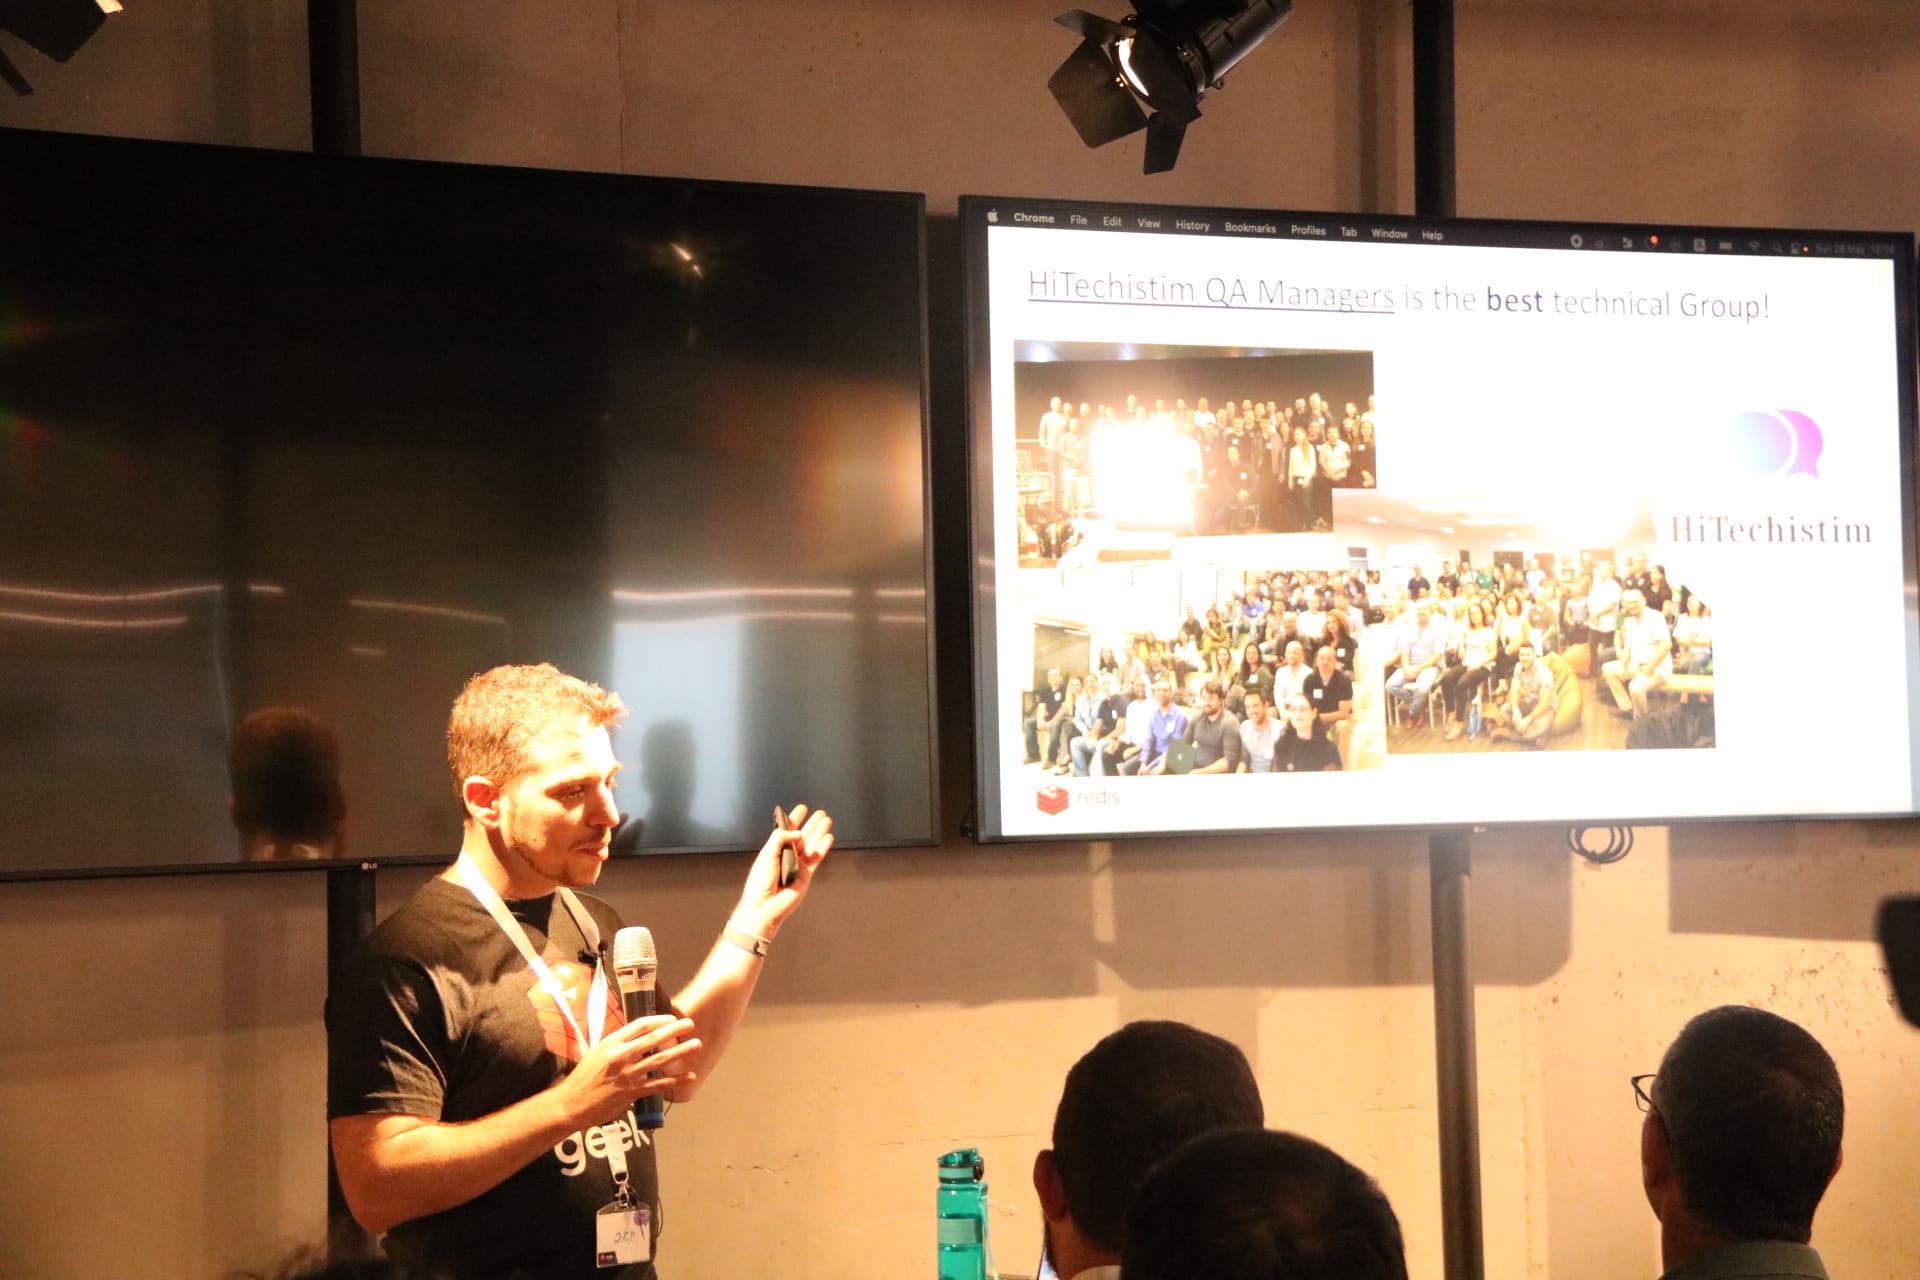 Chrome File Edit View History Bookmarks Profiles Tab Window Help
HiTechistim QA Managers is the best technical Group!
HiTechistim
redis
LG
geek